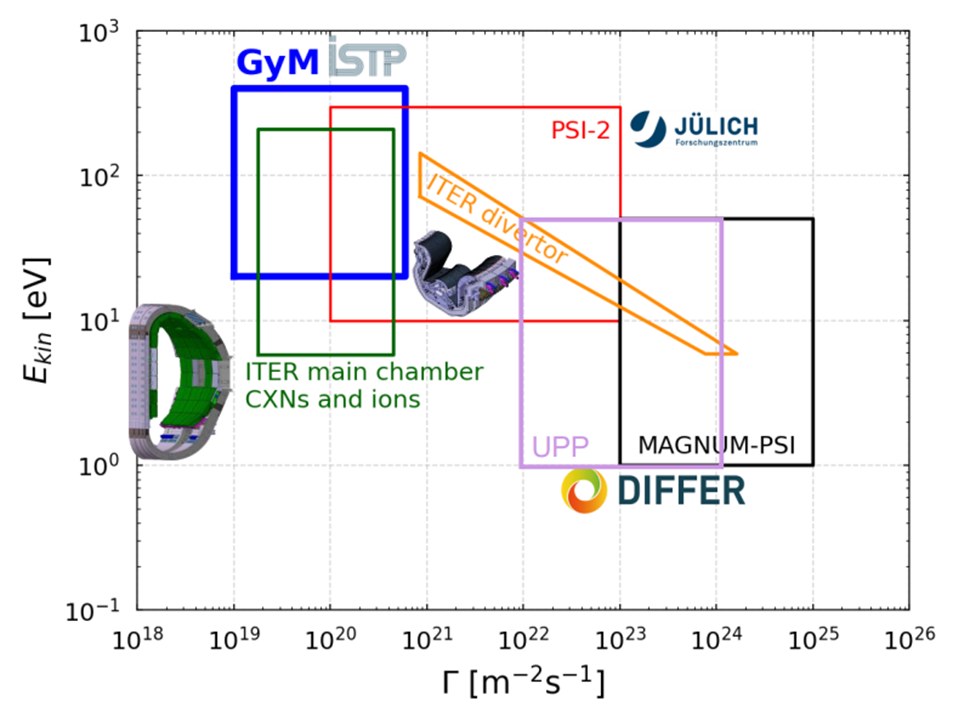 10³
GyM iSTP
PSI-2
JÜLICH
Forschungszentrum
10²
ITER divertor
E_kin [eV]
10¹
ITER main chamber
CXNs and ions
UPP
MAGNUM-PSI
10⁰
DIFFER
10⁻¹
10¹⁸ 10¹⁹ 10²⁰ 10²¹ 10²² 10²³ 10²⁴ 10²⁵ 10²⁶
Γ [m⁻²s⁻¹]